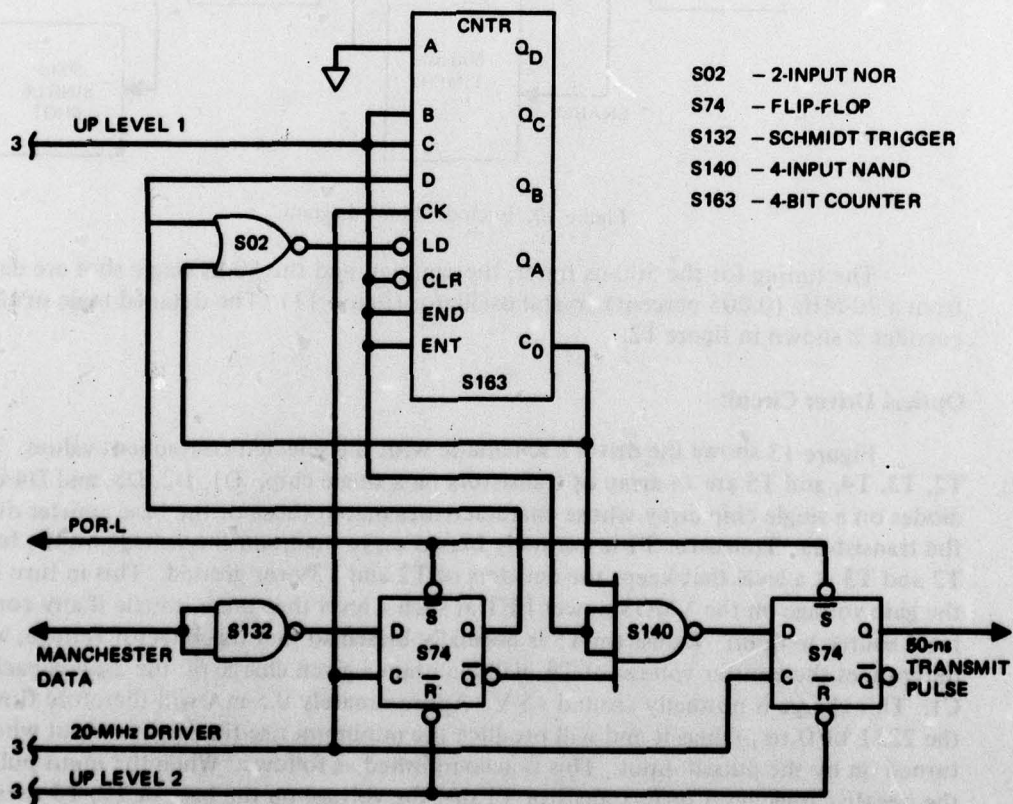 CNTR
A
B
C
D
CK
LD
CLR
END
ENT
QD
QC
QB
QA
C0
S163
S02 – 2-INPUT NOR
S74 – FLIP-FLOP
S132 – SCHMIDT TRIGGER
S140 – 4-INPUT NAND
S163 – 4-BIT COUNTER
3
UP LEVEL 1
S02
POR-L
S132
MANCHESTER
DATA
D
S
Q
S74
C
R
Q̅
S140
D
S
Q
S74
C
R
Q̅
50-ns
TRANSMIT
PULSE
3
20-MHz DRIVER
3
UP LEVEL 2